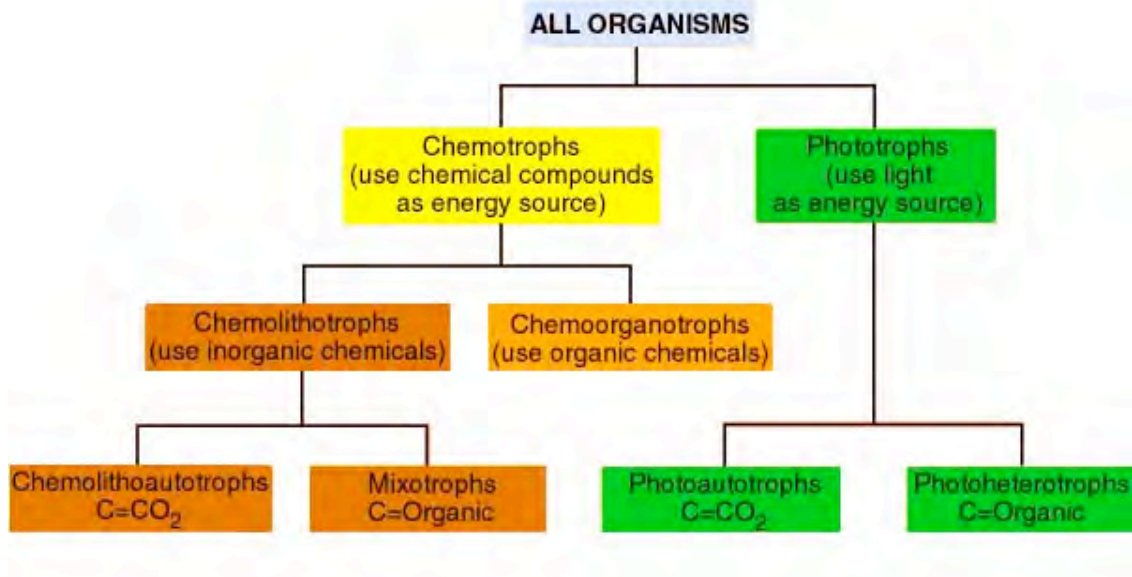 ALL ORGANISMS
Chemotrophs
(use chemical compounds
as energy source)
Phototrophs
(use light
as energy source)
Chemolithotrophs
(use inorganic chemicals)
Chemoorganotrophs
(use organic chemicals)
Chemolithoautotrophs
C=CO₂
Mixotrophs
C=Organic
Photoautotrophs
C=CO₂
Photoheterotrophs
C=Organic